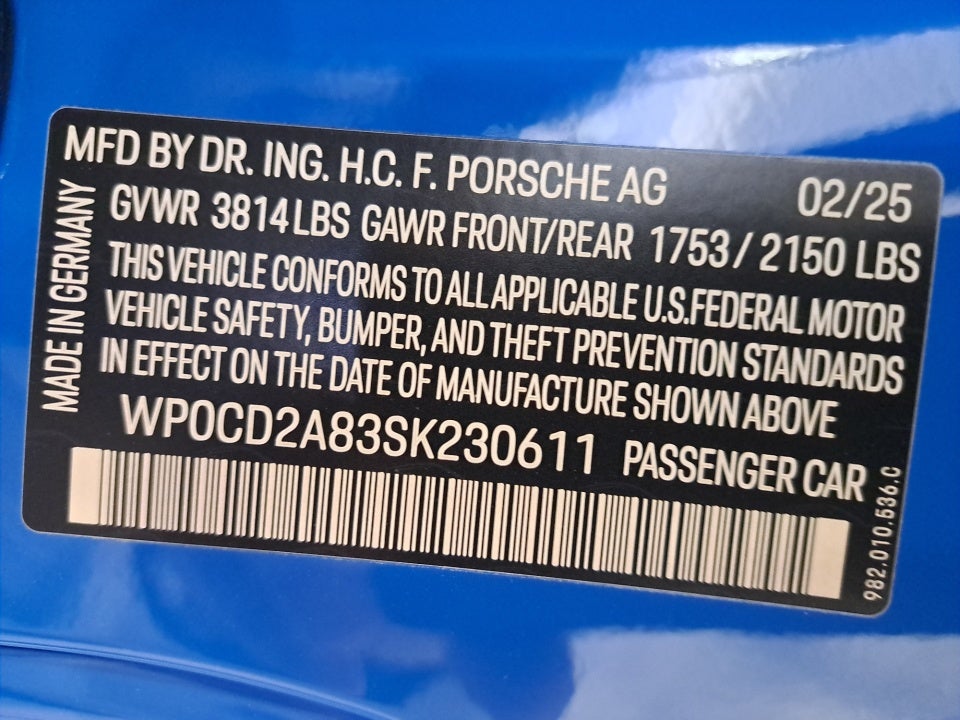 MFD BY DR. ING. H.C. F. PORSCHE AG 02/25
GVWR 3814 LBS GAWR FRONT/REAR 1753 / 2150 LBS
THIS VEHICLE CONFORMS TO ALL APPLICABLE U.S.FEDERAL MOTOR
VEHICLE SAFETY, BUMPER, AND THEFT PREVENTION STANDARDS
IN EFFECT ON THE DATE OF MANUFACTURE SHOWN ABOVE
WP0CD2A83SK230611 PASSENGER CAR
MADE IN GERMANY
982.010.536.C